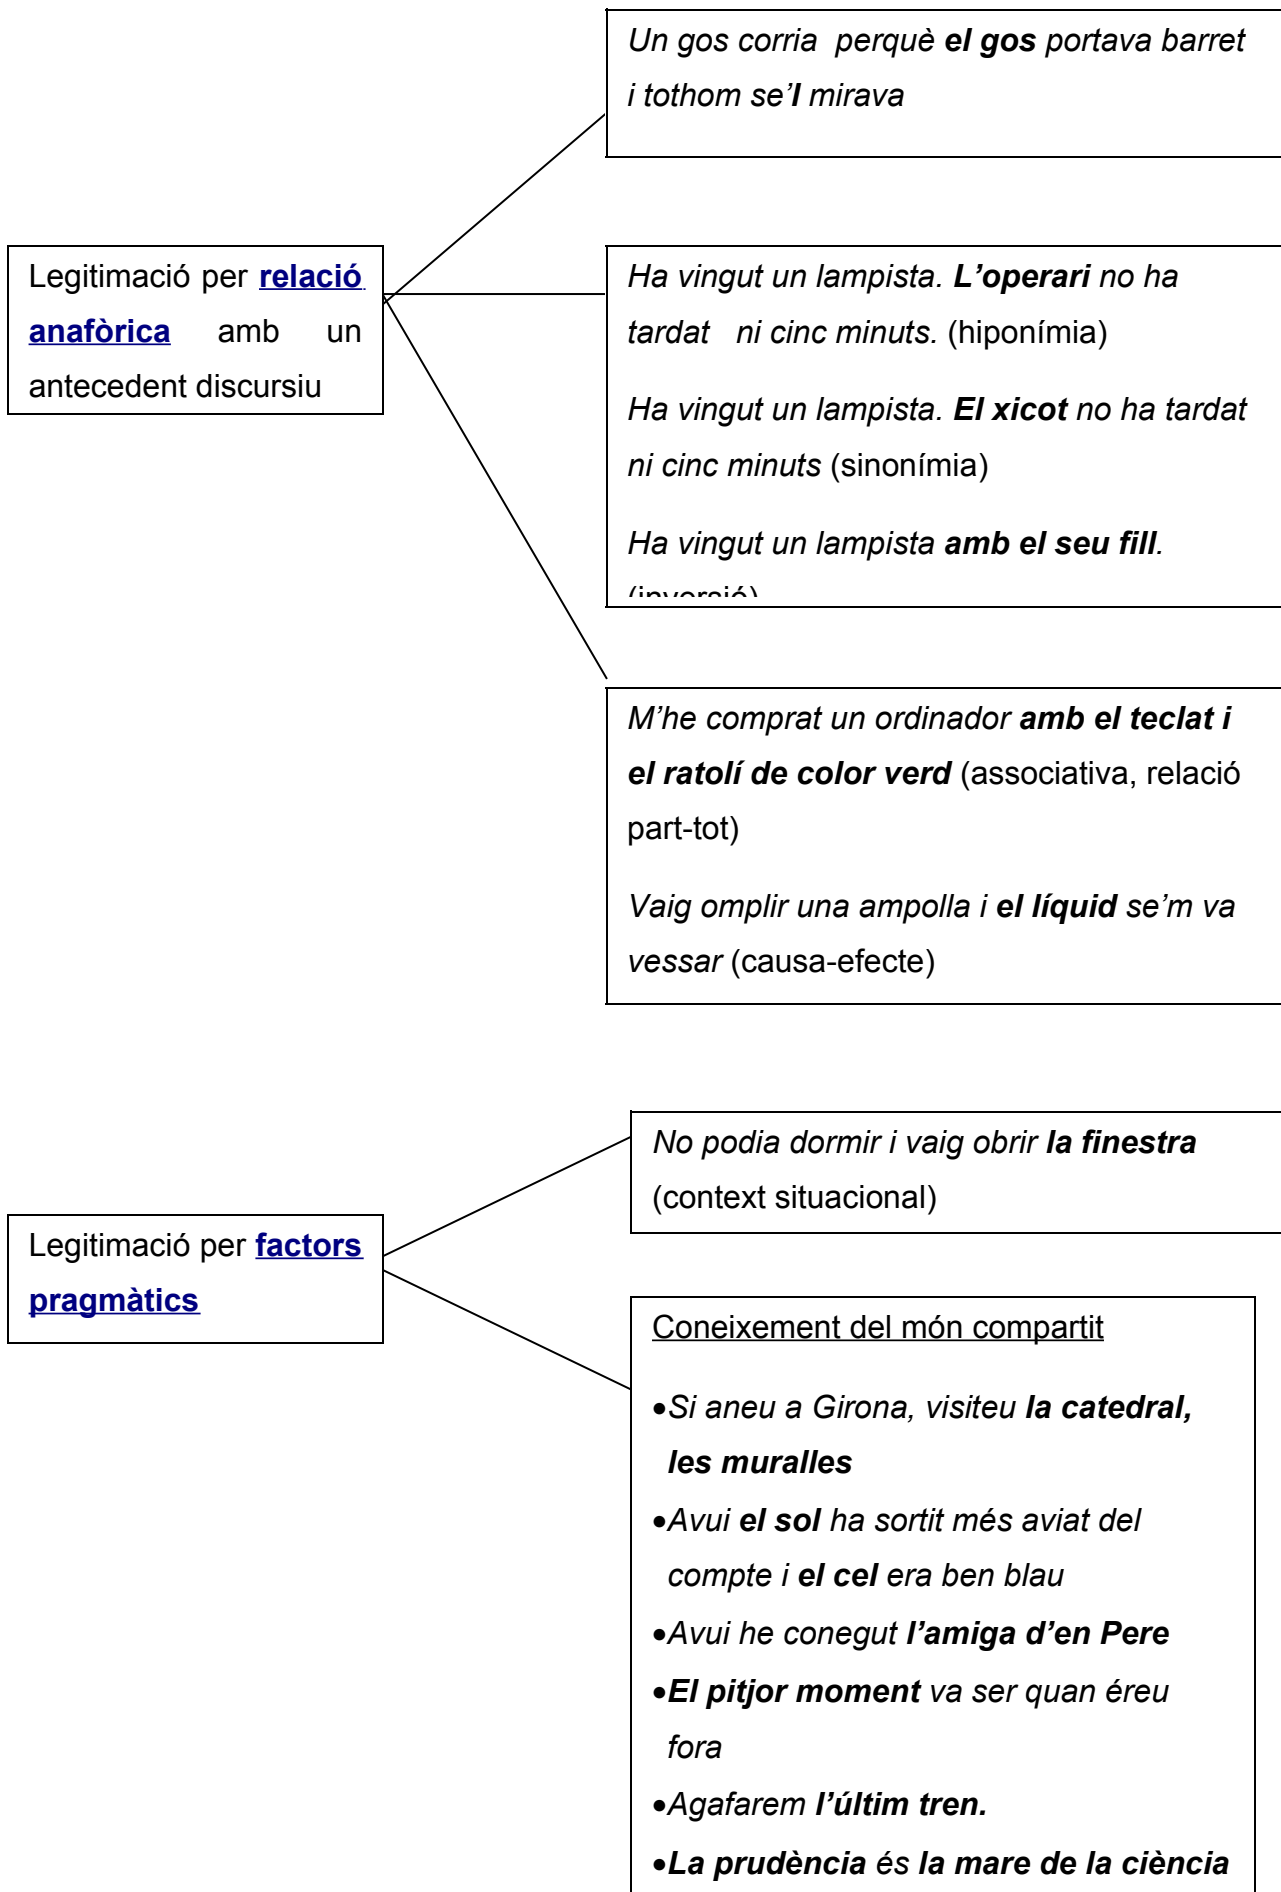 Un gos corria perquè el gos portava barret
i tothom se’l mirava
Legitimació per relació
anafòrica amb un
antecedent discursiu
Ha vingut un lampista. L’operari no ha
tardat ni cinc minuts. (hiponímia)
Ha vingut un lampista. El xicot no ha tardat
ni cinc minuts (sinonímia)
Ha vingut un lampista amb el seu fill.
(inversió)
M’he comprat un ordinador amb el teclat i
el ratolí de color verd (associativa, relació
part-tot)
Vaig omplir una ampolla i el líquid se’m va
vessar (causa-efecte)
No podia dormir i vaig obrir la finestra
(context situacional)
Legitimació per factors
pragmàtics
Coneixement del món compartit
•Si aneu a Girona, visiteu la catedral,
les muralles
•Avui el sol ha sortit més aviat del
compte i el cel era ben blau
•Avui he conegut l’amiga d’en Pere
•El pitjor moment va ser quan éreu
fora
•Agafarem l’últim tren.
•La prudència és la mare de la ciència